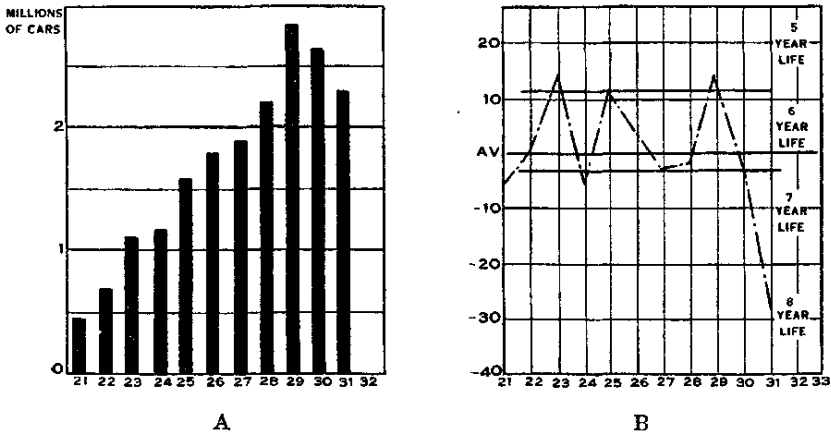 MILLIONS
OF CARS
2
1
0
21 22 23 24 25 26 27 28 29 30 31 32
A
20
10
AV
-10
-20
-30
-40
5
YEAR
LIFE
6
YEAR
LIFE
7
YEAR
LIFE
8
YEAR
LIFE
21 22 23 24 25 26 27 28 29 30 31 32 33
B